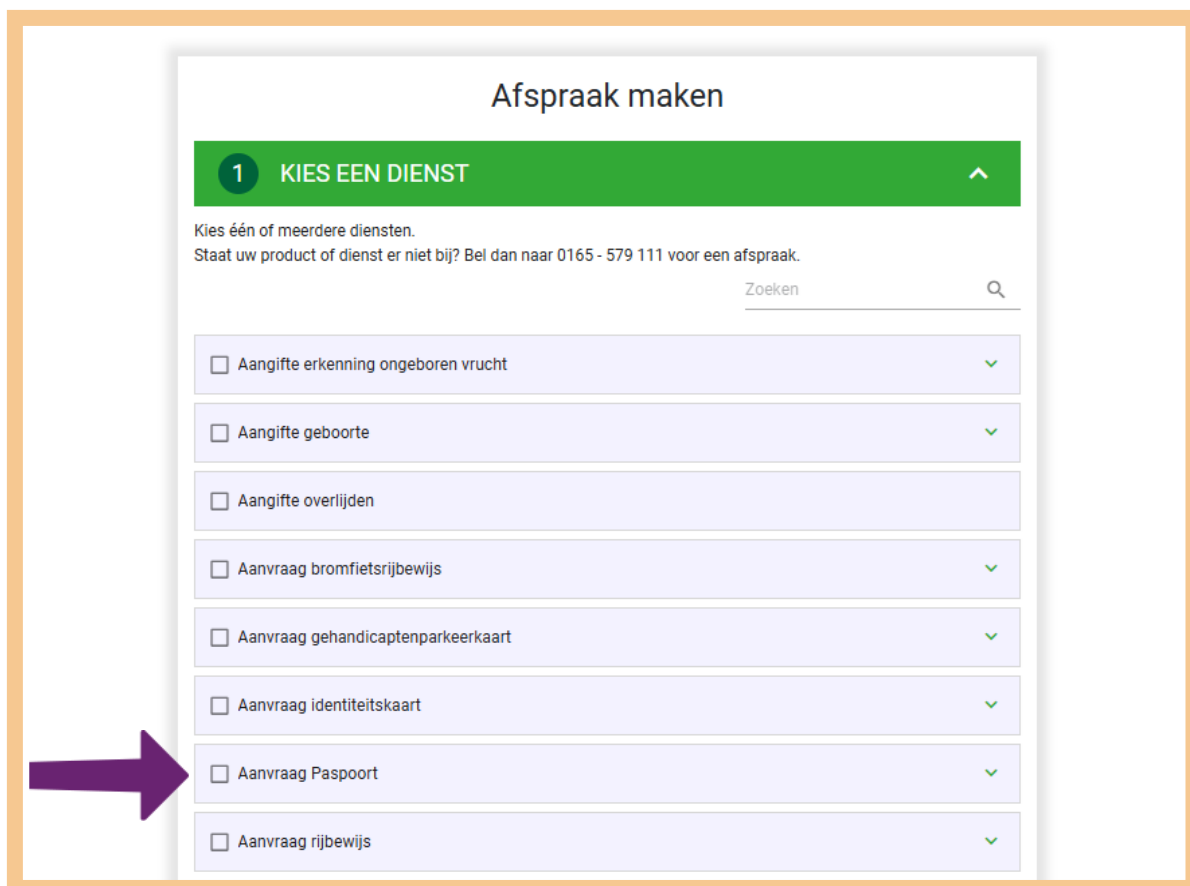 Afspraak maken
1 KIES EEN DIENST
Kies één of meerdere diensten.
Staat uw product of dienst er niet bij? Bel dan naar 0165 - 579 111 voor een afspraak.
Zoeken
Aangifte erkenning ongeboren vrucht
Aangifte geboorte
Aangifte overlijden
Aanvraag bromfietsrijbewijs
Aanvraag gehandicaptenparkeerkaart
Aanvraag identiteitskaart
Aanvraag Paspoort
Aanvraag rijbewijs